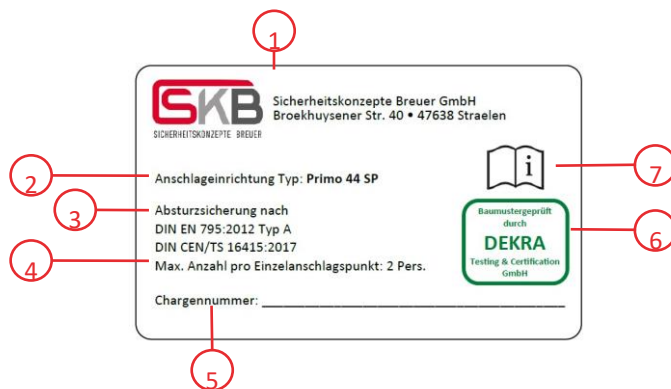 1
SKB
SICHERHEITSKONZEPTE BREUER
Sicherheitskonzepte Breuer GmbH
Broekhuysener Str. 40 • 47638 Straelen
2
Anschlageinrichtung Typ: Primo 44 SP
i
7
3
Absturzsicherung nach
DIN EN 795:2012 Typ A
DIN CEN/TS 16415:2017
4
Max. Anzahl pro Einzelanschlagspunkt: 2 Pers.
Baumustergeprüft
durch
DEKRA
Testing & Certification
GmbH
6
Chargennummer: ___________________________________________
5